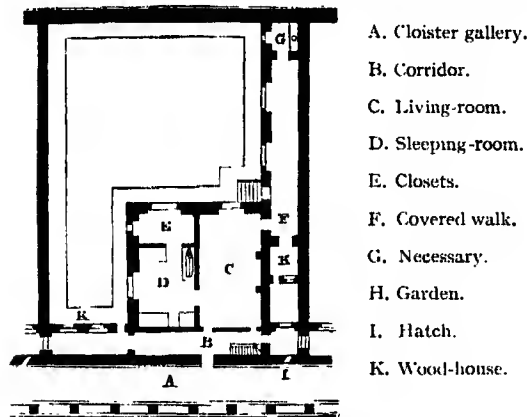 G
A. Cloister gallery.
B. Corridor.
C. Living-room.
D. Sleeping-room.
E. Closets.
F. Covered walk.
G. Necessary.
H. Garden.
I. Hatch.
K. Wood-house.
E
F
K
C
D
K
B
A
I